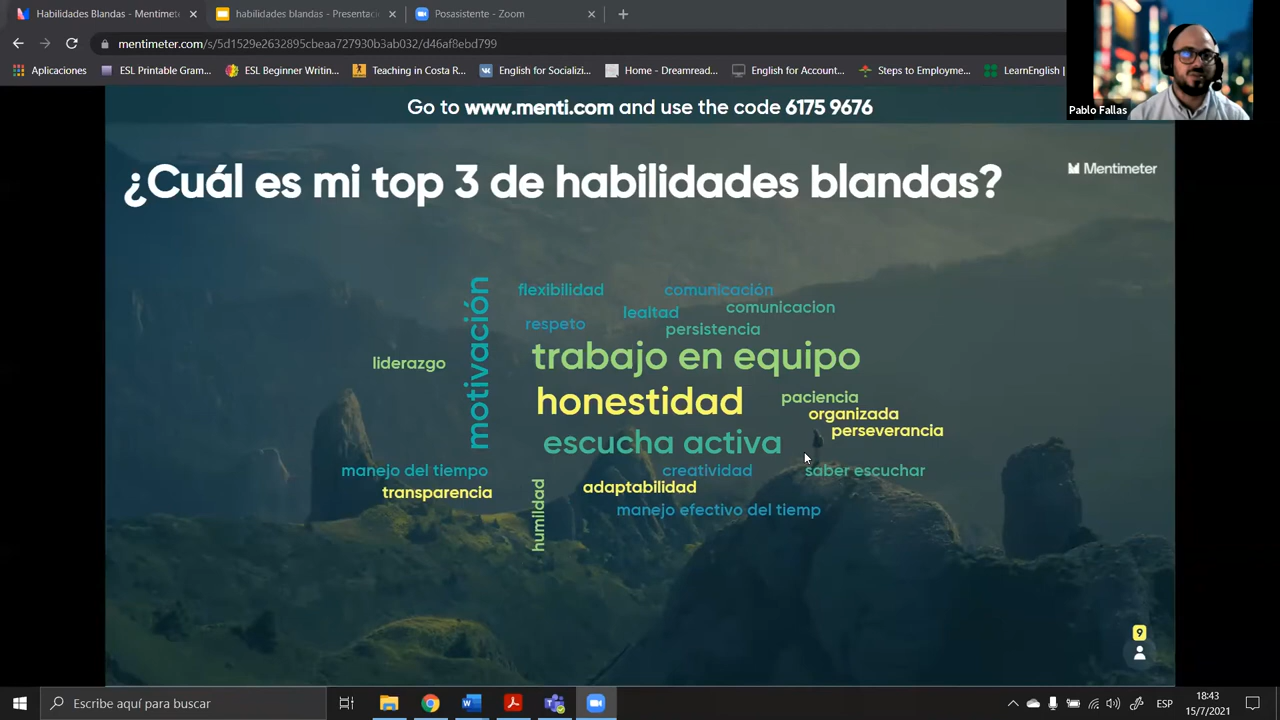 Habilidades Blandas - Mentimet
habilidades blandas - Presentaci
Posasistente - Zoom
mentimeter.com/s/5d1529e2632895cbeaa727930b3ab032/d46af8ebd799
Aplicaciones
ESL Printable Gram...
ESL Beginner Writin...
Teaching in Costa R...
English for Socializi...
Home - Dreamread...
English for Account...
Steps to Employme...
LearnEnglish |
Pablo Fallas
Go to www.menti.com and use the code 6175 9676
Mentimeter
¿Cuál es mi top 3 de habilidades blandas?
flexibilidad
comunicación
lealtad
comunicacion
respeto
persistencia
motivación
liderazgo
trabajo en equipo
honestidad
paciencia
organizada
perseverancia
escucha activa
manejo del tiempo
creatividad
saber escuchar
transparencia
adaptabilidad
humildad
manejo efectivo del tiemp
9
Escribe aquí para buscar
ESP
18:43
15/7/2021